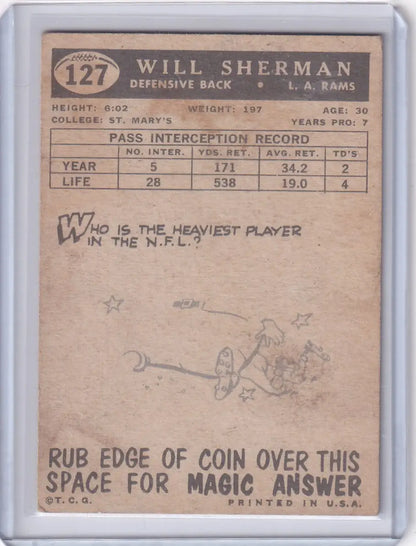 127
WILL SHERMAN
DEFENSIVE BACK • L. A. RAMS
HEIGHT: 6:02 WEIGHT: 197 AGE: 30
COLLEGE: ST. MARY'S YEARS PRO: 7
PASS INTERCEPTION RECORD
NO. INTER. YDS. RET. AVG. RET. TD'S
YEAR 5 171 34.2 2
LIFE 28 538 19.0 4
WHO IS THE HEAVIEST PLAYER
IN THE N.F.L.?
RUB EDGE OF COIN OVER THIS
SPACE FOR MAGIC ANSWER
©T.C.G. PRINTED IN U.S.A.